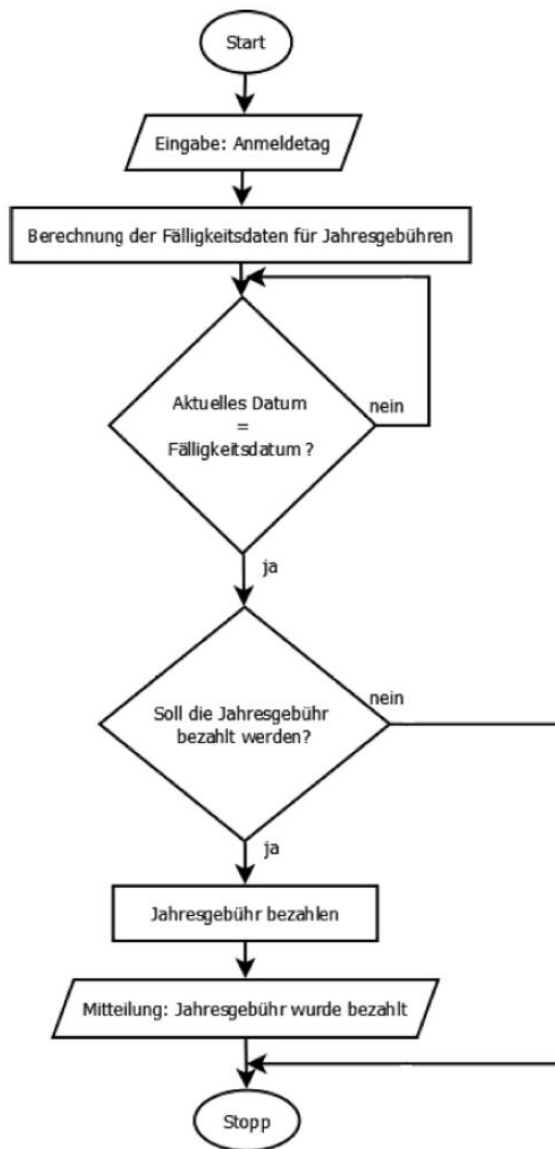 Start
Eingabe: Anmeldetag
Berechnung der Fälligkeitsdaten für Jahresgebühren
Aktuelles Datum
=
Fälligkeitsdatum ?
nein
ja
Soll die Jahresgebühr
bezahlt werden?
nein
ja
Jahresgebühr bezahlen
Mitteilung: Jahresgebühr wurde bezahlt
Stopp